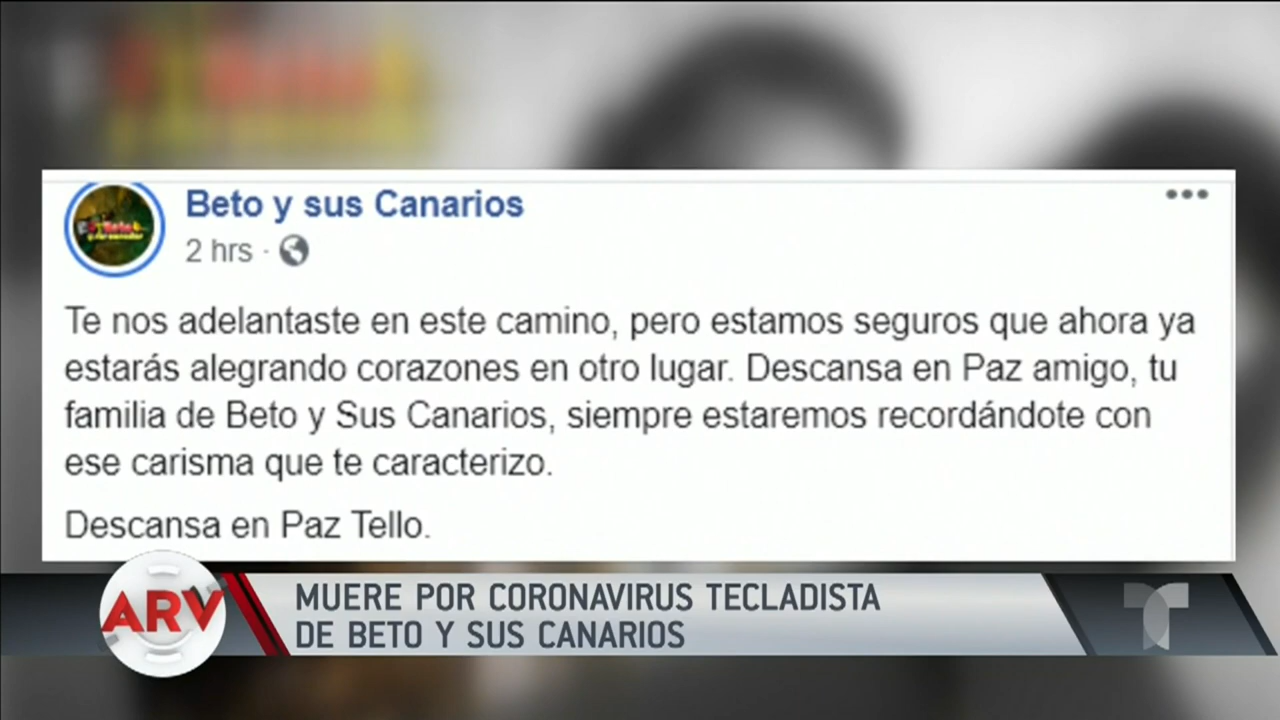 Beto y sus Canarios
2 hrs ·
Te nos adelantaste en este camino, pero estamos seguros que ahora ya
estarás alegrando corazones en otro lugar. Descansa en Paz amigo, tu
familia de Beto y Sus Canarios, siempre estaremos recordándote con
ese carisma que te caracterizo.
Descansa en Paz Tello.
ARV
MUERE POR CORONAVIRUS TECLADISTA
DE BETO Y SUS CANARIOS